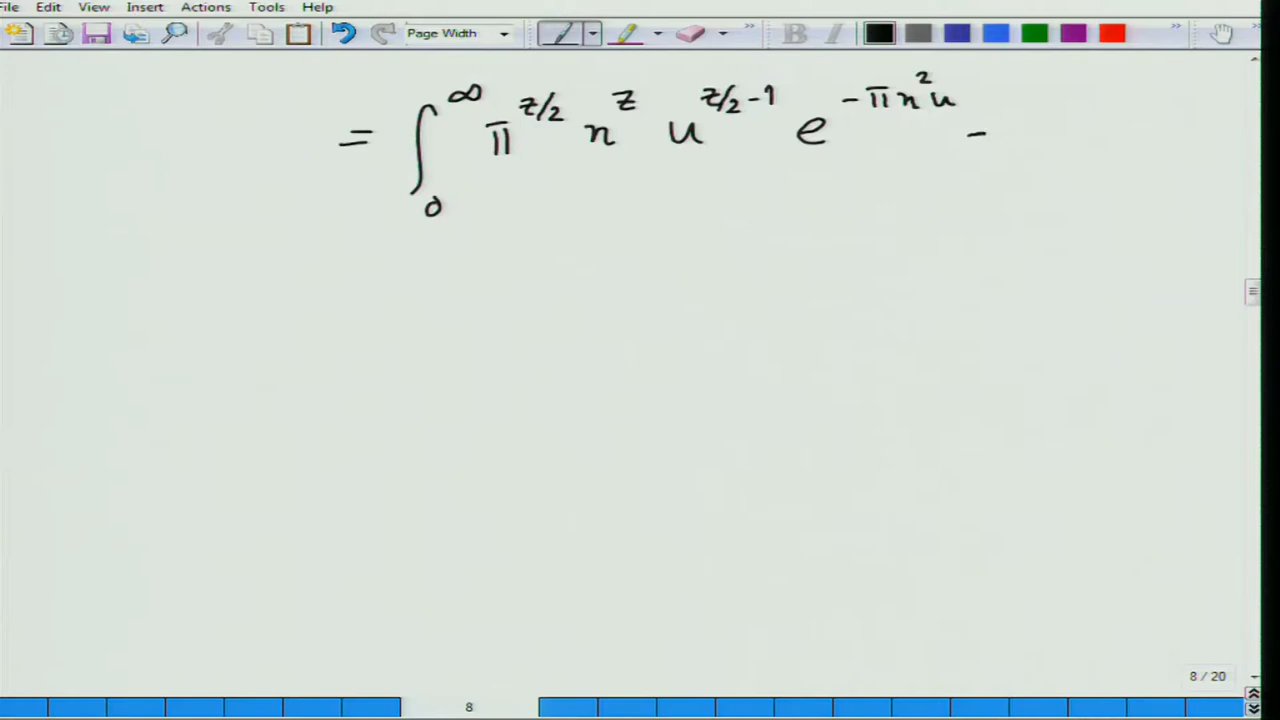 File Edit View Insert Actions Tools Help
Page Width B I
= ∫₀^∞ π^{z/2} n^z u^{z/2-1} e^{-πn²u} -
8 / 20
8